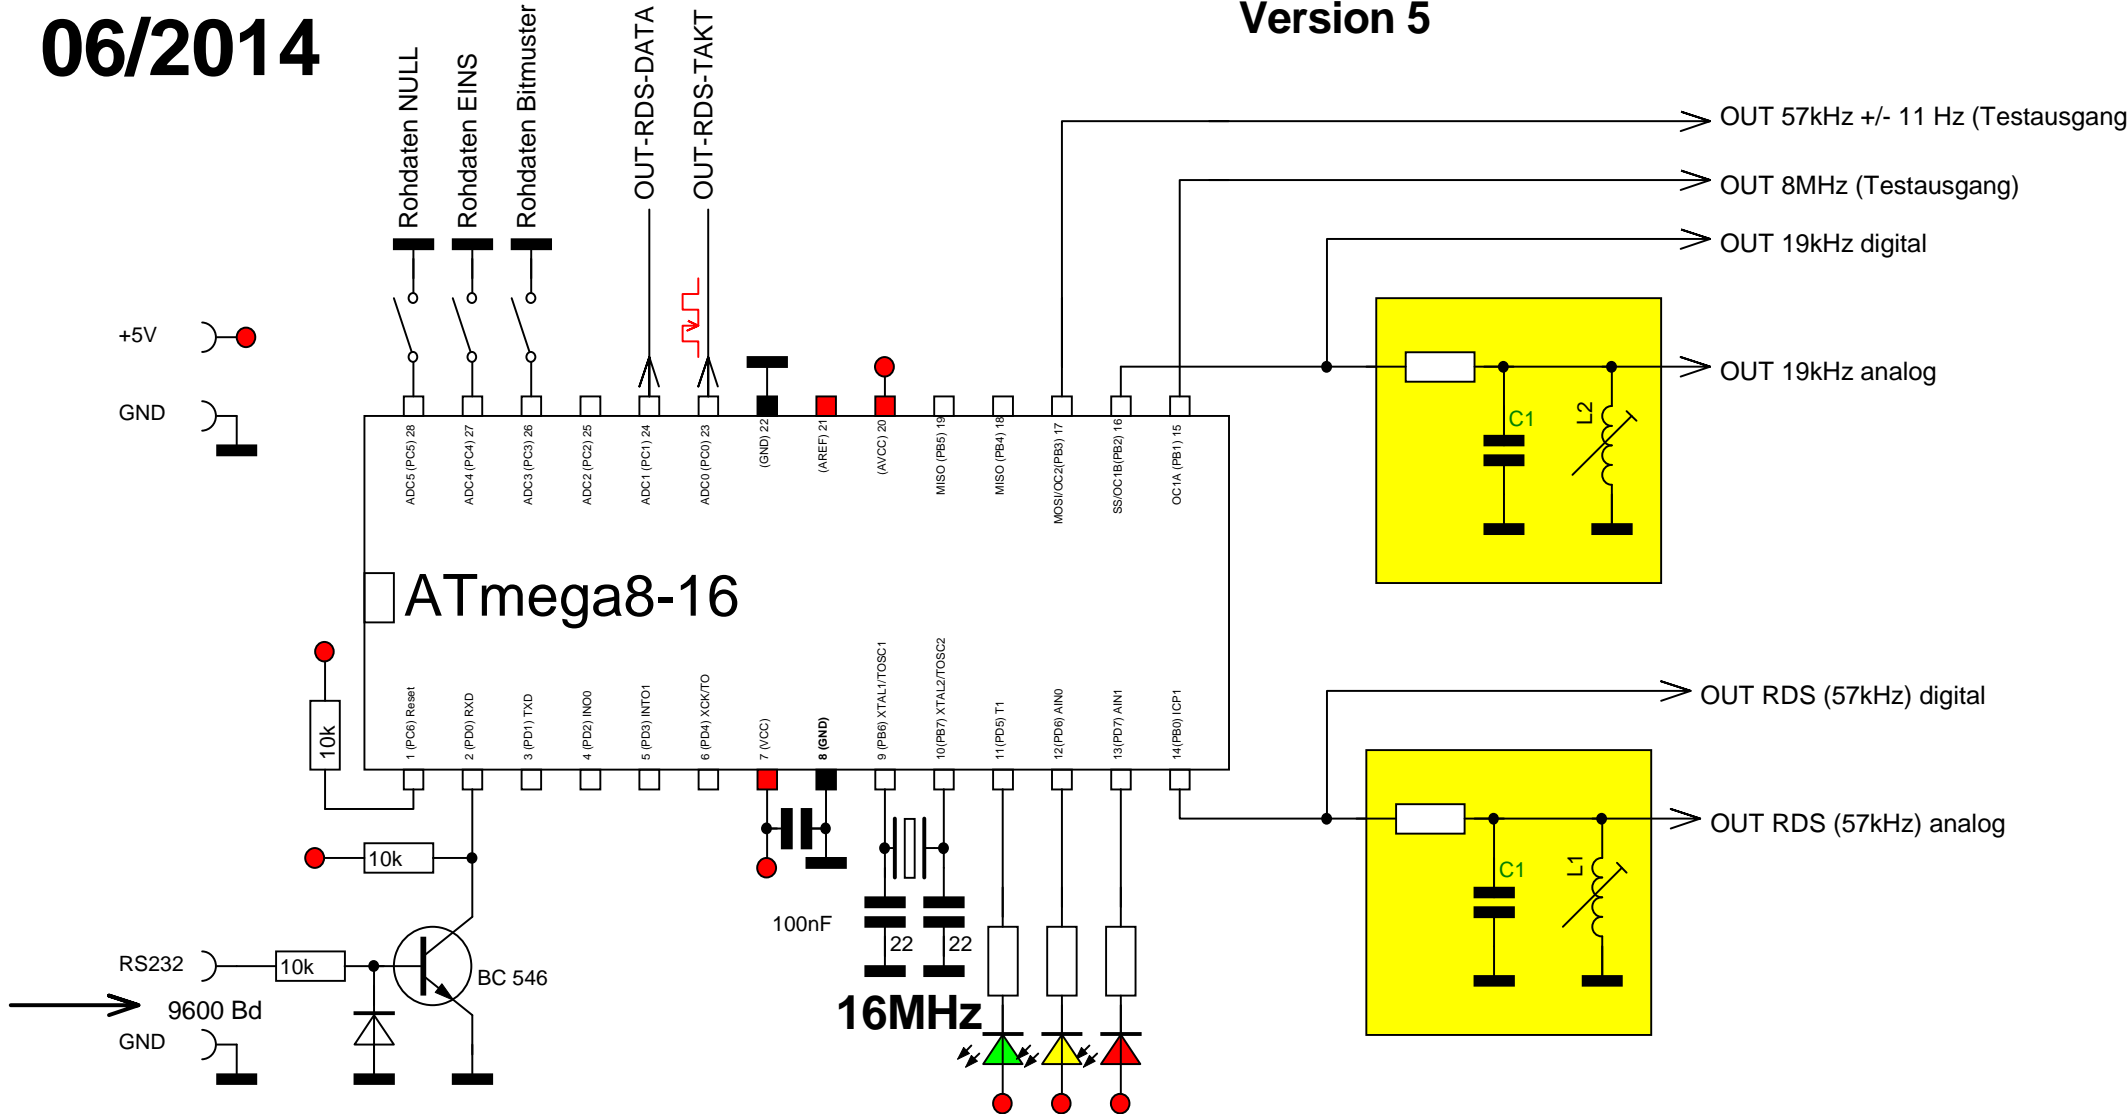 06/2014
Version 5
Rohdaten NULL
Rohdaten EINS
Rohdaten Bitmuster
OUT-RDS-DATA
OUT-RDS-TAKT
OUT 57kHz +/- 11 Hz (Testausgang
OUT 8MHz (Testausgang)
OUT 19kHz digital
OUT 19kHz analog
+5V
GND
C1
L2
ADC5 (PC5) 28
ADC4 (PC4) 27
ADC3 (PC3) 26
ADC2 (PC2) 25
ADC1 (PC1) 24
ADC0 (PC0) 23
(GND) 22
(AREF) 21
(AVCC) 20
MISO (PB5) 19
MISO (PB4) 18
MOSI/OC2(PB3) 17
SS/OC1B(PB2) 16
OC1A (PB1) 15
ATmega8-16
1 (PC6) Reset
2 (PD0) RXD
3 (PD1) TXD
4 (PD2) INO0
5 (PD3) INTO1
6 (PD4) XCK/TO
7 (VCC)
8 (GND)
9 (PB6) XTAL1/TOSC1
10(PB7) XTAL2/TOSC2
11(PD5) T1
12(PD6) AIN0
13(PD7) AIN1
14(PB0) ICP1
10k
OUT RDS (57kHz) digital
OUT RDS (57kHz) analog
C1
L1
10k
100nF
22
22
16MHz
RS232
10k
BC 546
9600 Bd
GND